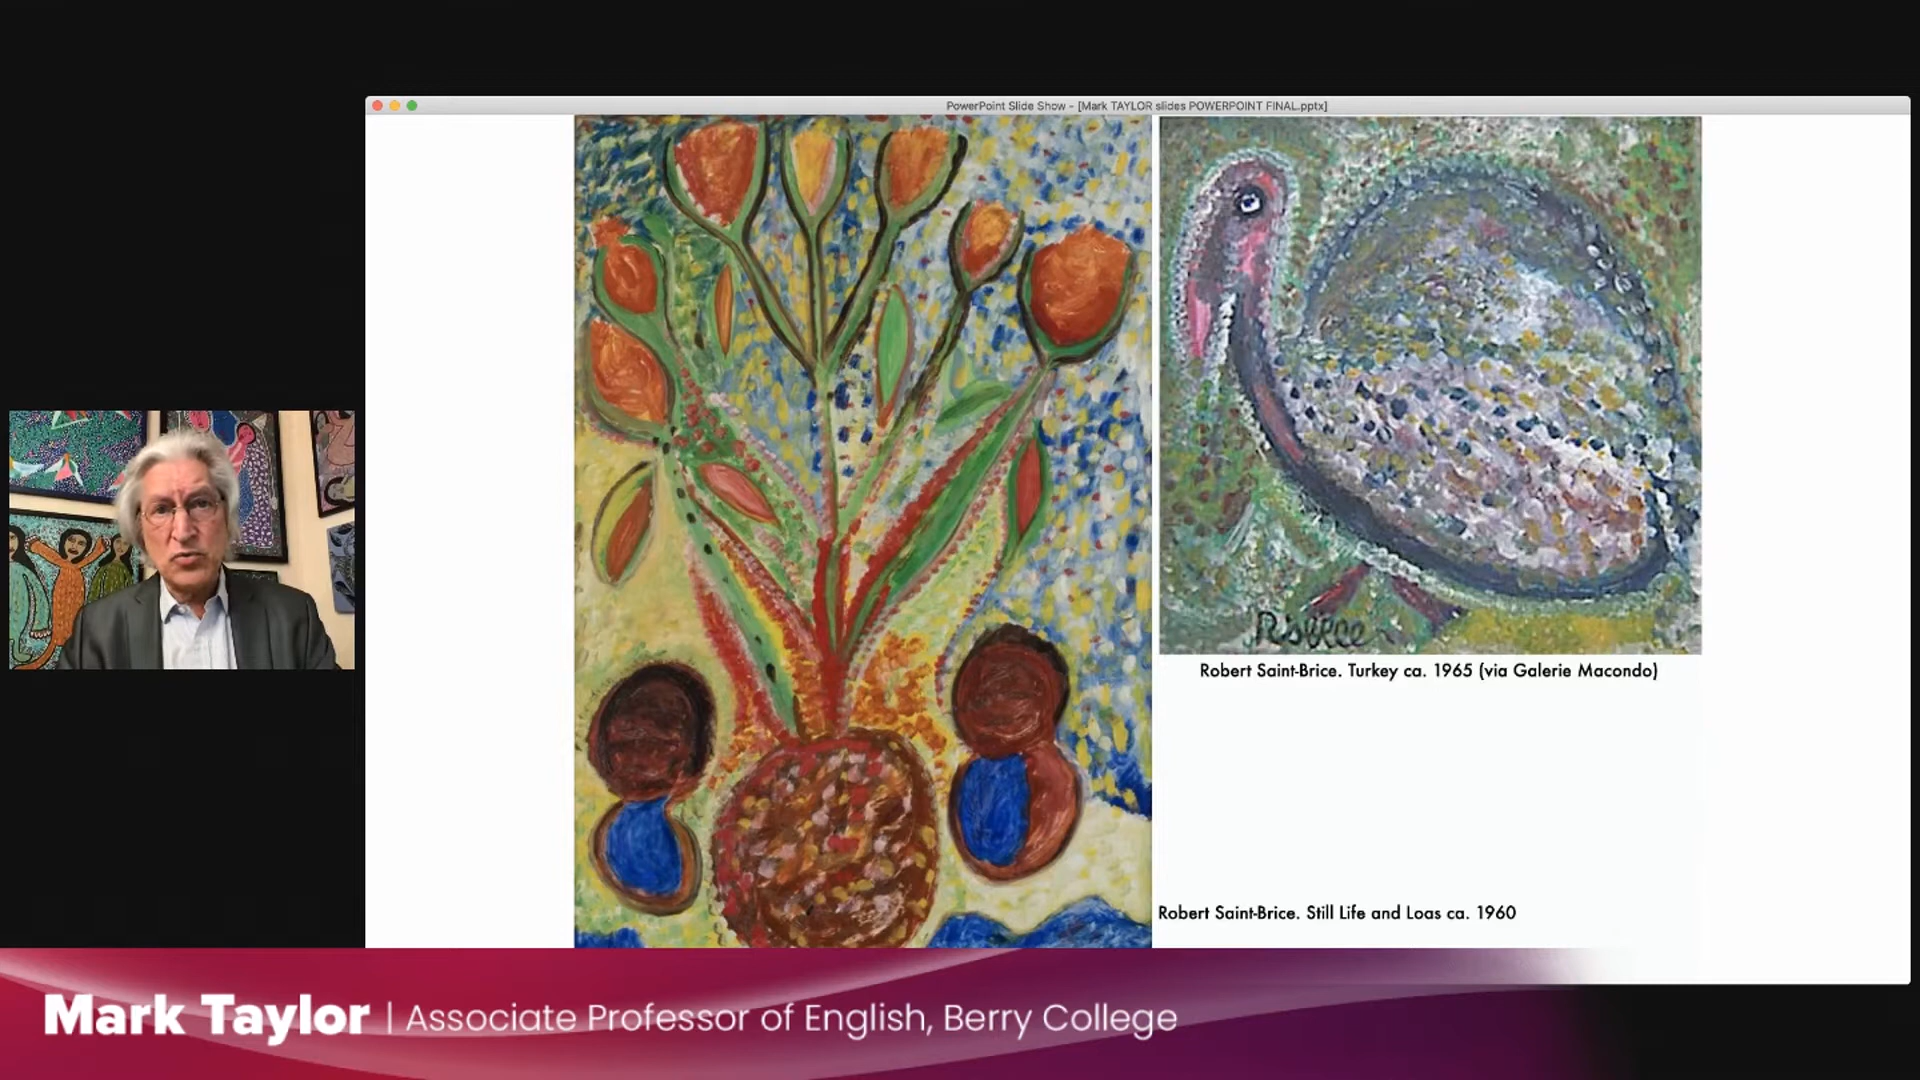 PowerPoint Slide Show - [Mark TAYLOR slides POWERPOINT FINAL.pptx]
Robert Saint-Brice. Turkey ca. 1965 (via Galerie Macondo)
Robert Saint-Brice. Still Life and Loas ca. 1960
Mark Taylor | Associate Professor of English, Berry College